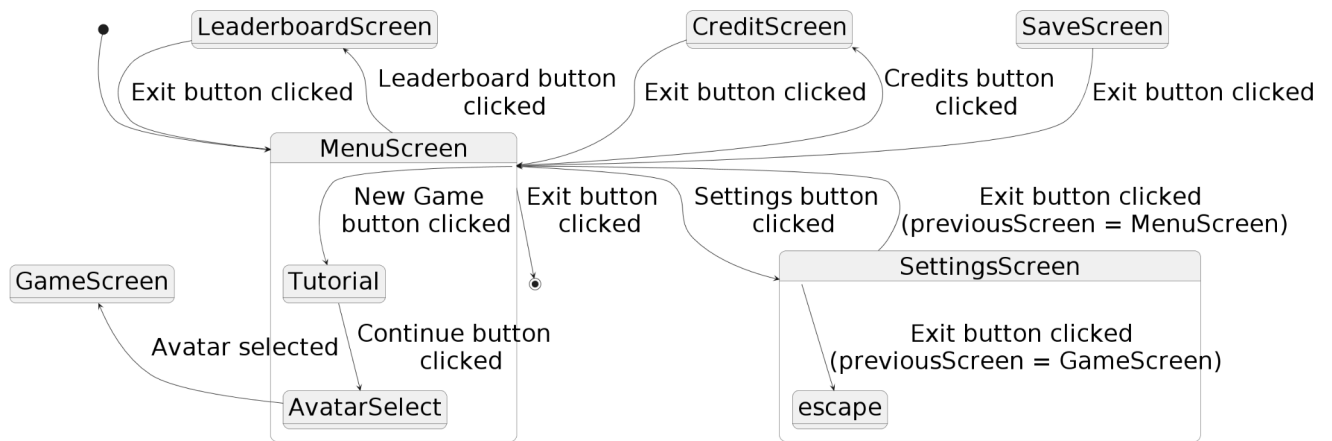 LeaderboardScreen
CreditScreen
SaveScreen
Exit button clicked
Leaderboard button
clicked
Exit button clicked
Credits button
clicked
Exit button clicked
MenuScreen
New Game
button clicked
Exit button
clicked
Settings button
clicked
Exit button clicked
(previousScreen = MenuScreen)
GameScreen
Tutorial
SettingsScreen
Avatar selected
Continue button
clicked
Exit button clicked
(previousScreen = GameScreen)
AvatarSelect
escape